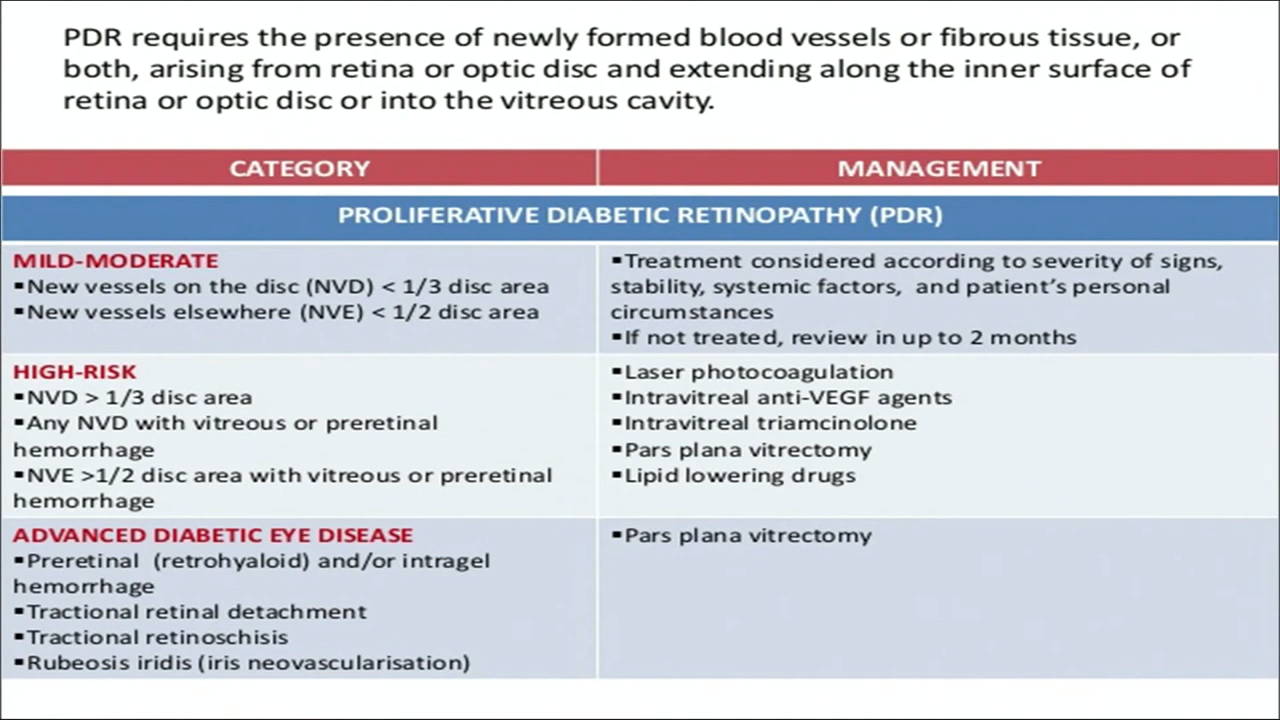 PDR requires the presence of newly formed blood vessels or fibrous tissue, or
both, arising from retina or optic disc and extending along the inner surface of
retina or optic disc or into the vitreous cavity.
CATEGORY
MANAGEMENT
PROLIFERATIVE DIABETIC RETINOPATHY (PDR)
MILD-MODERATE
▪New vessels on the disc (NVD) < 1/3 disc area
▪New vessels elsewhere (NVE) < 1/2 disc area
▪Treatment considered according to severity of signs,
stability, systemic factors, and patient's personal
circumstances
▪If not treated, review in up to 2 months
HIGH-RISK
▪NVD > 1/3 disc area
▪Any NVD with vitreous or preretinal
hemorrhage
▪NVE >1/2 disc area with vitreous or preretinal
hemorrhage
▪Laser photocoagulation
▪Intravitreal anti-VEGF agents
▪Intravitreal triamcinolone
▪Pars plana vitrectomy
▪Lipid lowering drugs
ADVANCED DIABETIC EYE DISEASE
▪Preretinal (retrohyaloid) and/or intragel
hemorrhage
▪Tractional retinal detachment
▪Tractional retinoschisis
▪Rubeosis iridis (iris neovascularisation)
▪Pars plana vitrectomy